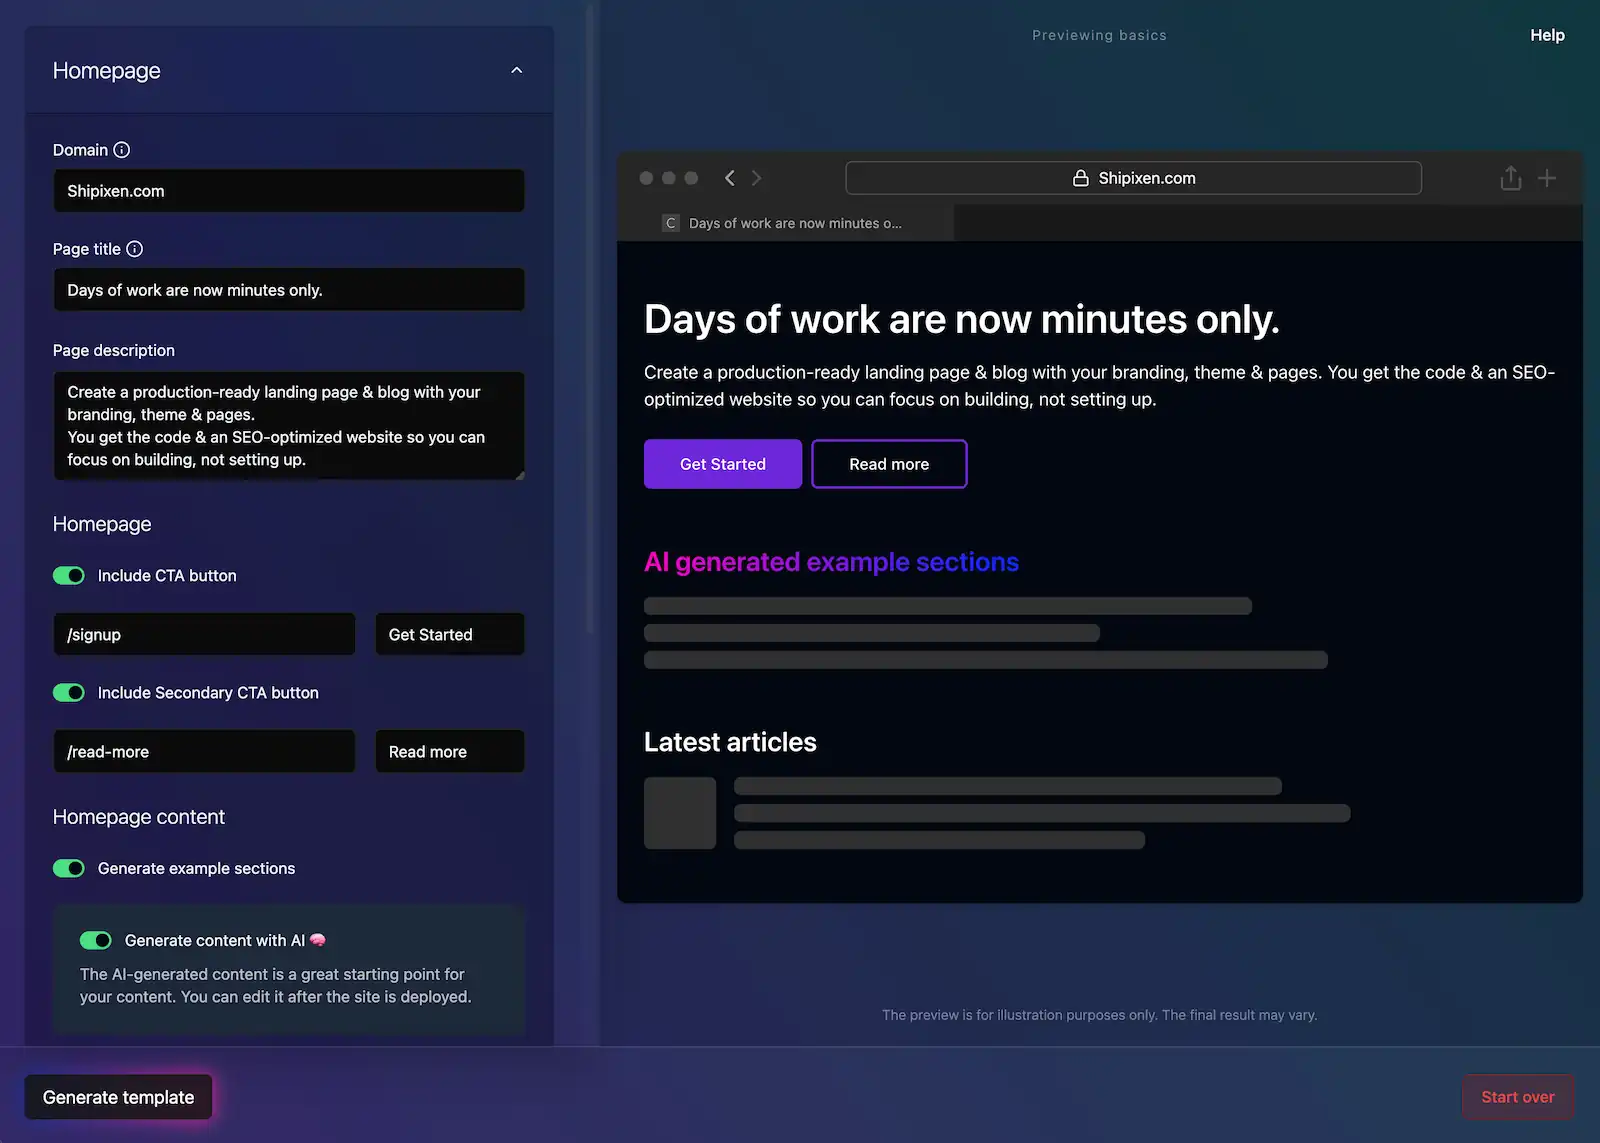 Homepage
Domain
Shipixen.com
Page title
Days of work are now minutes only.
Page description
Create a production-ready landing page & blog with your
branding, theme & pages.
You get the code & an SEO-optimized website so you can
focus on building, not setting up.
Homepage
Include CTA button
/signup
Get Started
Include Secondary CTA button
/read-more
Read more
Homepage content
Generate example sections
Generate content with AI 🧠
The AI-generated content is a great starting point for
your content. You can edit it after the site is deployed.
Generate template
Previewing basics
Help
Shipixen.com
C Days of work are now minutes o...
Days of work are now minutes only.
Create a production-ready landing page & blog with your branding, theme & pages. You get the code & an SEO-
optimized website so you can focus on building, not setting up.
Get Started
Read more
AI generated example sections
Latest articles
The preview is for illustration purposes only. The final result may vary.
Start over